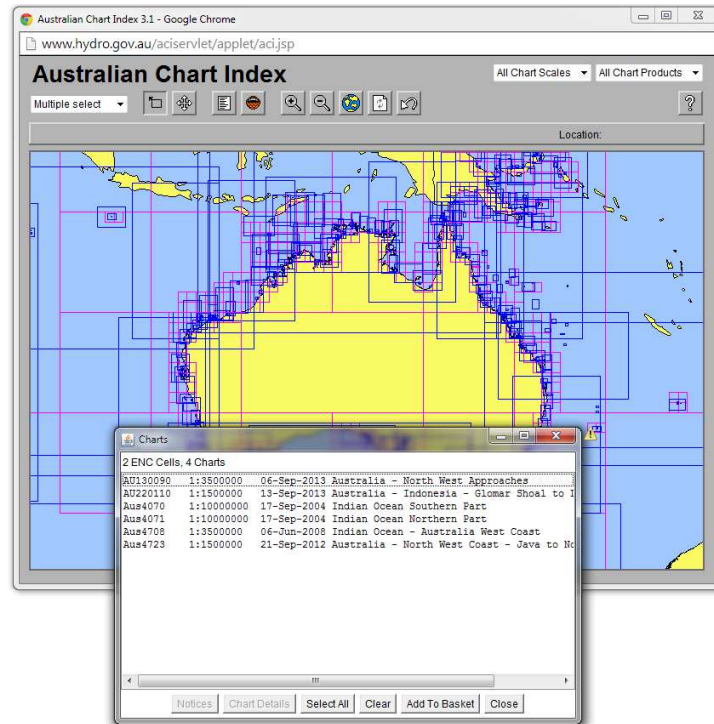 Australian Chart Index 3.1 - Google Chrome
www.hydro.gov.au/aciservlet/applet/aci.jsp
Australian Chart Index
All Chart Scales
All Chart Products
Multiple select
?
Location:
Charts
2 ENC Cells, 4 Charts
AU130090 1:3500000 06-Sep-2013 Australia - North West Approaches
AU220110 1:1500000 13-Sep-2013 Australia - Indonesia - Glomar Shoal to
Aus4070 1:10000000 17-Sep-2004 Indian Ocean Southern Part
Aus4071 1:10000000 17-Sep-2004 Indian Ocean Northern Part
Aus4708 1:3500000 06-Jun-2008 Indian Ocean - Australia West Coast
Aus4723 1:1500000 21-Sep-2012 Australia - North West Coast - Java to No
Notices Chart Details Select All Clear Add To Basket Close